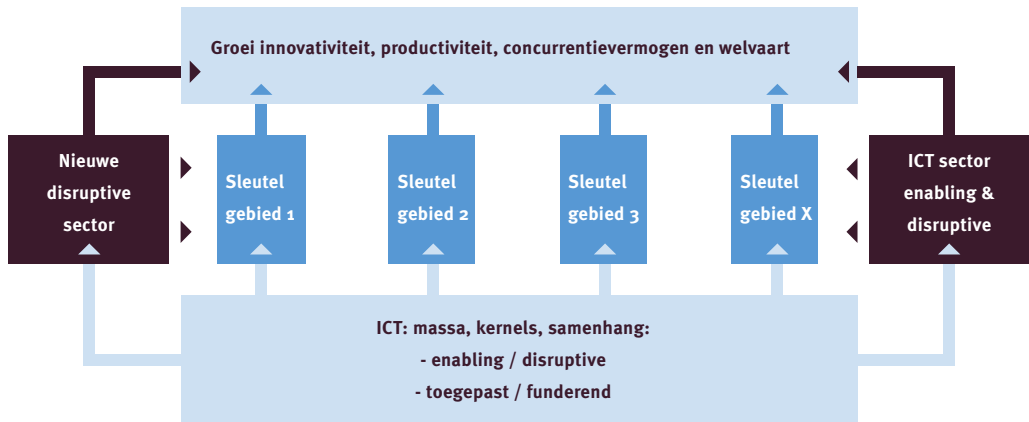 Groei innovativiteit, productiviteit, concurrentievermogen en welvaart
Nieuwe
disruptive
sector
Sleutel
gebied 1
Sleutel
gebied 2
Sleutel
gebied 3
Sleutel
gebied X
ICT sector
enabling &
disruptive
ICT: massa, kernels, samenhang:
- enabling / disruptive
- toegepast / funderend